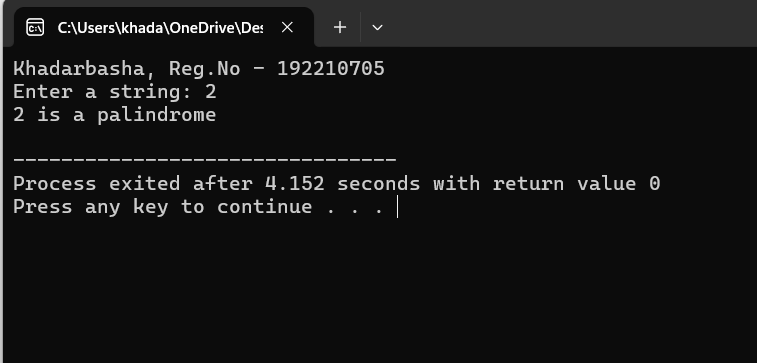 C:\Users\khada\OneDrive\Des
Khadarbasha, Reg.No - 192210705
Enter a string: 2
2 is a palindrome
--------------------------------
Process exited after 4.152 seconds with return value 0
Press any key to continue . . .